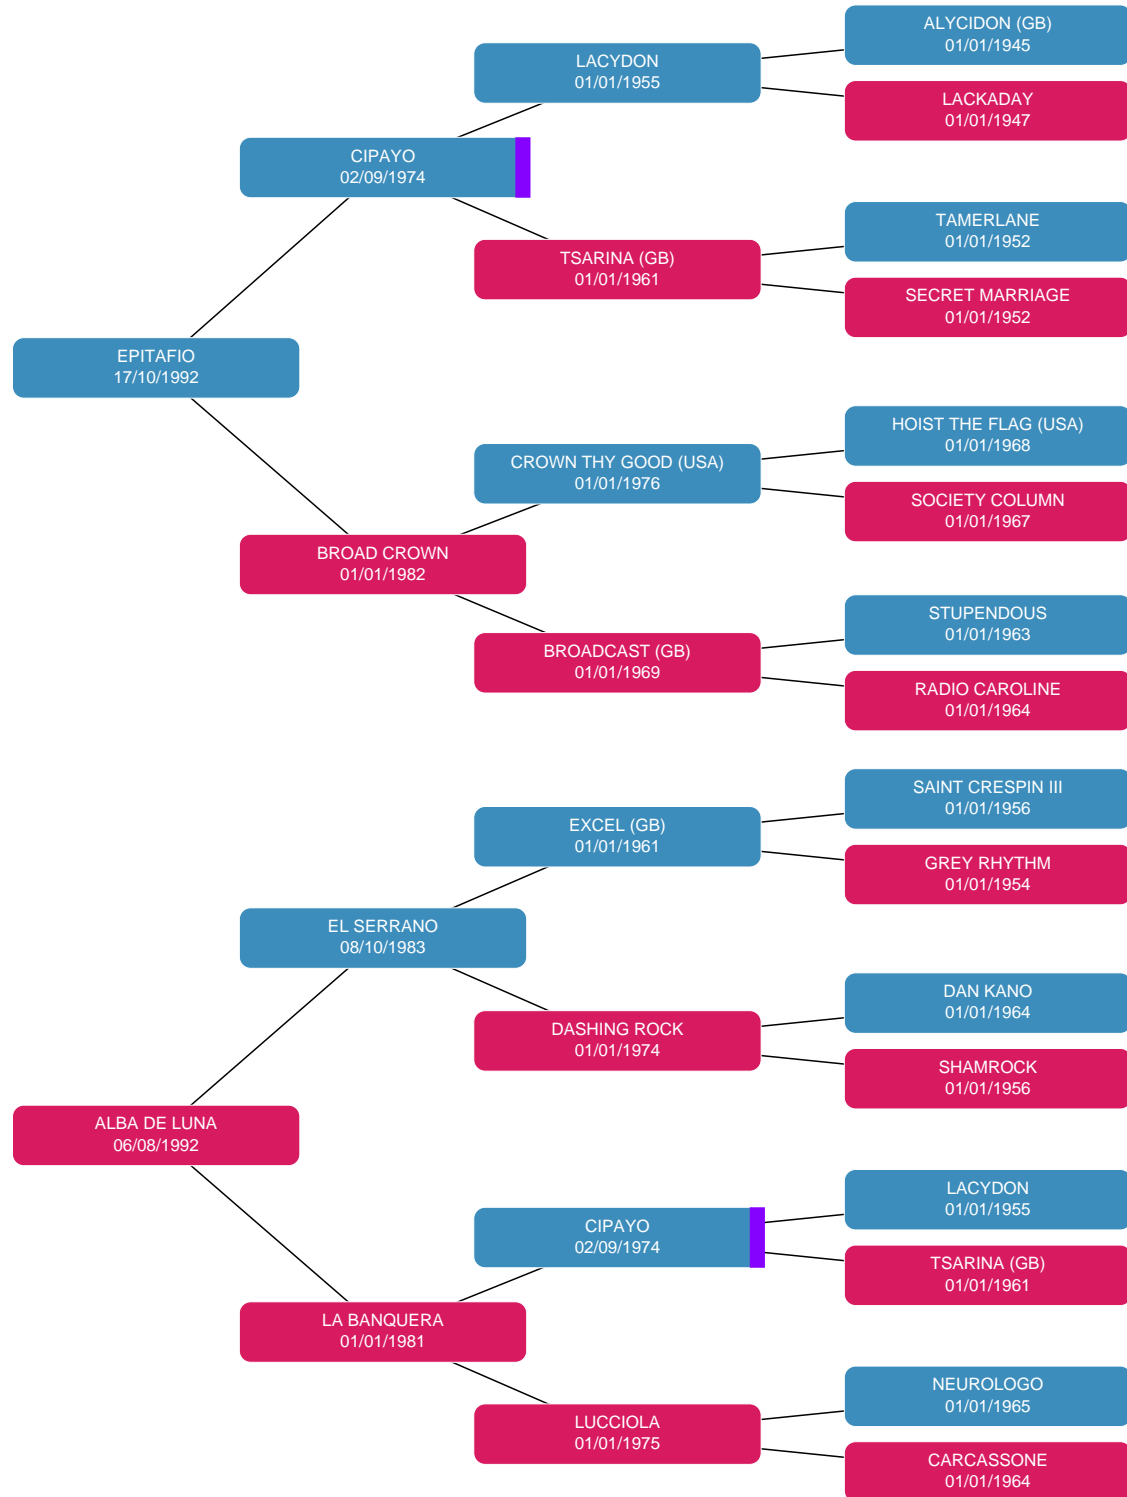 ALYCIDON (GB)
01/01/1945
LACYDON
01/01/1955
LACKADAY
01/01/1947
CIPAYO
02/09/1974
TAMERLANE
01/01/1952
TSARINA (GB)
01/01/1961
SECRET MARRIAGE
01/01/1952
EPITAFIO
17/10/1992
HOIST THE FLAG (USA)
01/01/1968
CROWN THY GOOD (USA)
01/01/1976
SOCIETY COLUMN
01/01/1967
BROAD CROWN
01/01/1982
STUPENDOUS
01/01/1963
BROADCAST (GB)
01/01/1969
RADIO CAROLINE
01/01/1964
SAINT CRESPIN III
01/01/1956
EXCEL (GB)
01/01/1961
GREY RHYTHM
01/01/1954
EL SERRANO
08/10/1983
DAN KANO
01/01/1964
DASHING ROCK
01/01/1974
SHAMROCK
01/01/1956
ALBA DE LUNA
06/08/1992
LACYDON
01/01/1955
CIPAYO
02/09/1974
TSARINA (GB)
01/01/1961
LA BANQUERA
01/01/1981
NEUROLOGO
01/01/1965
LUCCIOLA
01/01/1975
CARCASSONE
01/01/1964